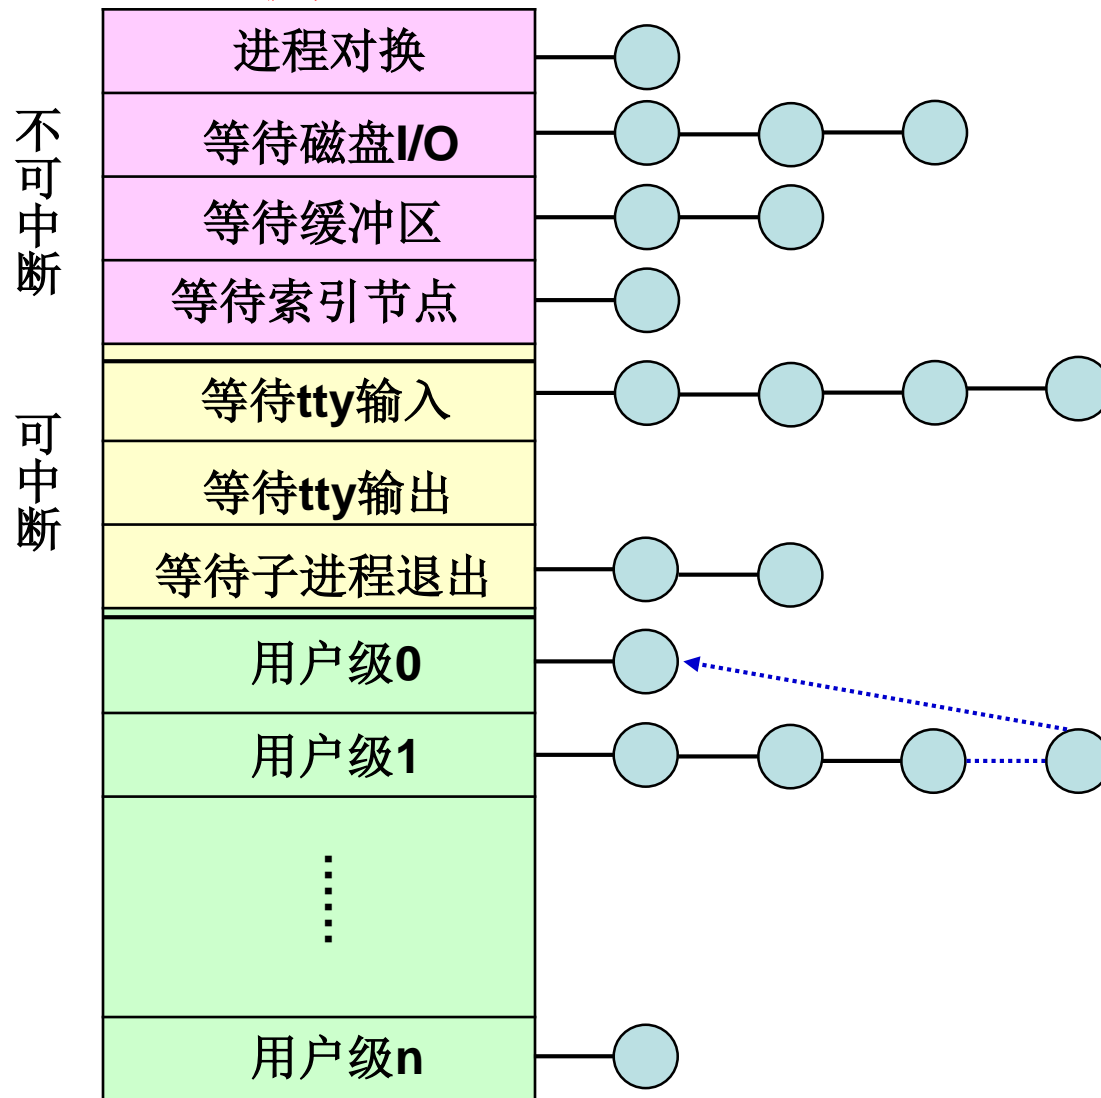 不可中断
进程对换
等待磁盘I/O
等待缓冲区
等待索引节点
可中断
等待tty输入
等待tty输出
等待子进程退出
用户级0
用户级1
……
用户级n